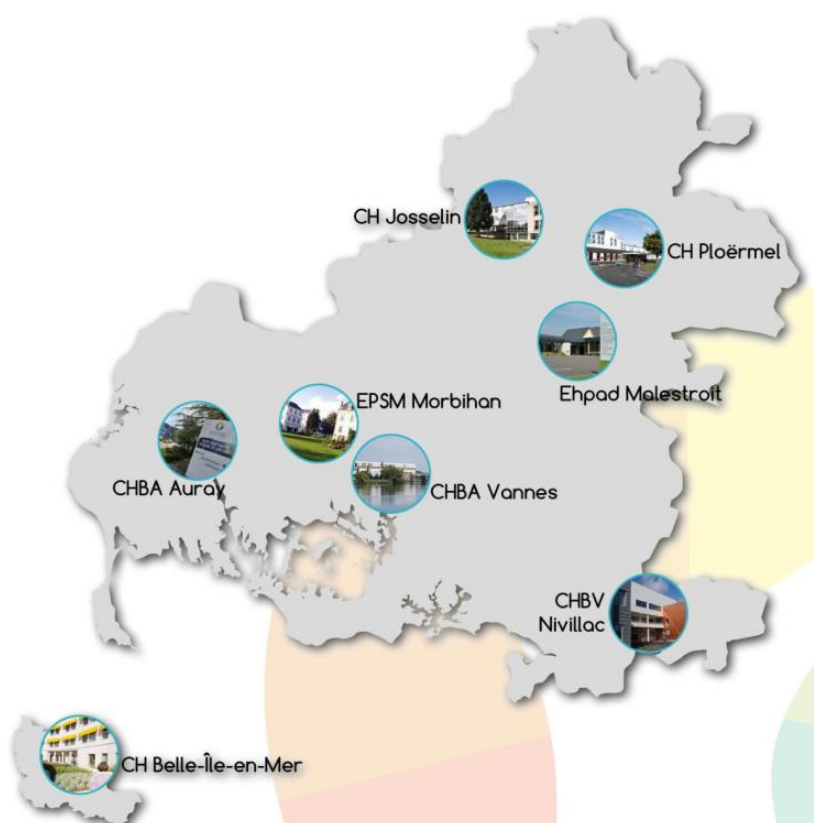 CH Josselin
CH Ploërmel
Ehpad Malestroit
EPSM Morbihan
CHBA Auray
CHBA Vannes
CHBV
Nivillac
CH Belle-Île-en-Mer